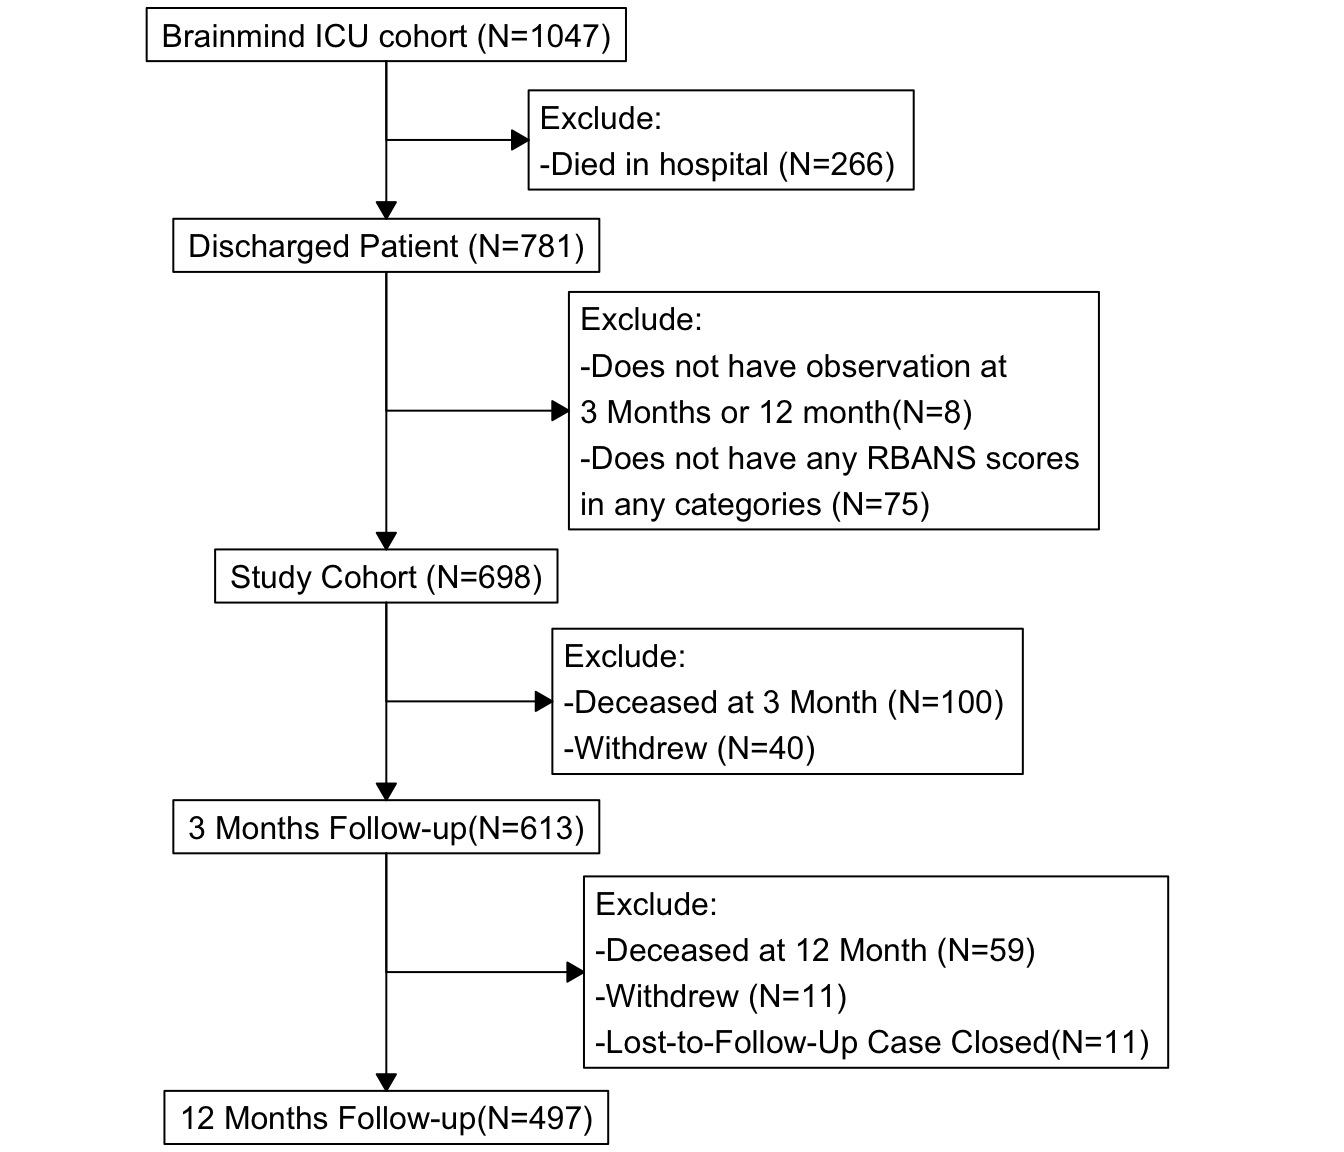 Brainmind ICU cohort (N=1047)
Exclude:
-Died in hospital (N=266)
Discharged Patient (N=781)
Exclude:
-Does not have observation at
3 Months or 12 month(N=8)
-Does not have any RBANS scores
in any categories (N=75)
Study Cohort (N=698)
Exclude:
-Deceased at 3 Month (N=100)
-Withdrew (N=40)
3 Months Follow-up(N=613)
Exclude:
-Deceased at 12 Month (N=59)
-Withdrew (N=11)
-Lost-to-Follow-Up Case Closed(N=11)
12 Months Follow-up(N=497)